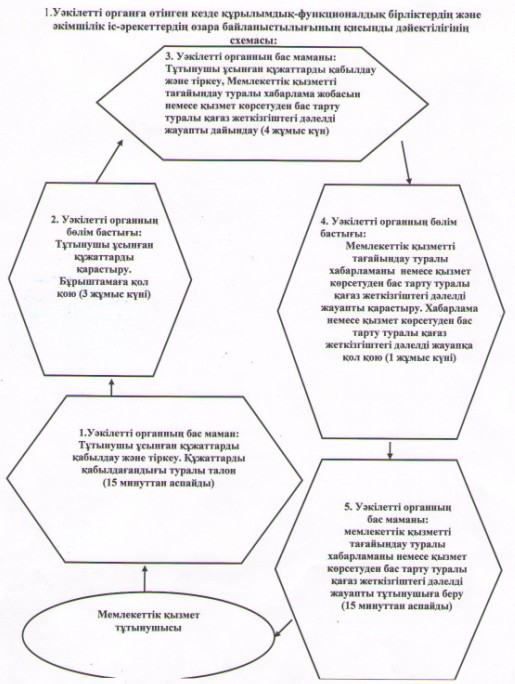 1.Уәкілетті органға өтінген кезде құрылымдық-функционалдық бірліктердің және
әкімшілік іс-әрекеттердің өзара байланыстылығының қисынды дәйектілігінің
схемасы:
3. Уәкілетті органның бас маманы:
Тұтынушы ұсынған құжаттарды қабылдау
және тіркеу, Мемлекеттік қызметті
тағайындау туралы хабарлама жобасын
немесе қызмет көрсетуден бас тарту
туралы қағаз жеткізгіштегі дәлелді
жауапты дайындау (4 жұмыс күн)
2. Уәкілетті органның
бөлім бастығы:
Тұтынушы ұсынған
құжаттарды
қарастыру.
Бұрыштамаға қол
қою (3 жұмыс күні)
4. Уәкілетті органның бөлім
бастығы:
Мемлекеттік қызметті
тағайындау туралы
хабарламаны немесе қызмет
көрсетуден бас тарту туралы
қағаз жеткізгіштегі дәлелді
жауапты қарастыру. Хабарлама
немесе қызмет көрсетуден бас
тарту туралы қағаз
жеткізгіштегі дәлелді жауапқа
қол қою (1 жұмыс күні)
1.Уәкілетті органның бас маман:
Тұтынушы ұсынған құжаттарды
қабылдау және тіркеу. Құжаттарды
қабылдағандығы туралы талон
(15 минуттан аспайды)
5. Уәкілетті органның
бас маманы:
мемлекеттік қызметті
тағайындау туралы
хабарламаны немесе қызмет
көрсетуден бас тарту туралы
қағаз жеткізгіштегі дәлелді
жауапты тұтынушыға беру
(15 минуттан аспайды)
Мемлекеттік қызмет
тұтынушысы